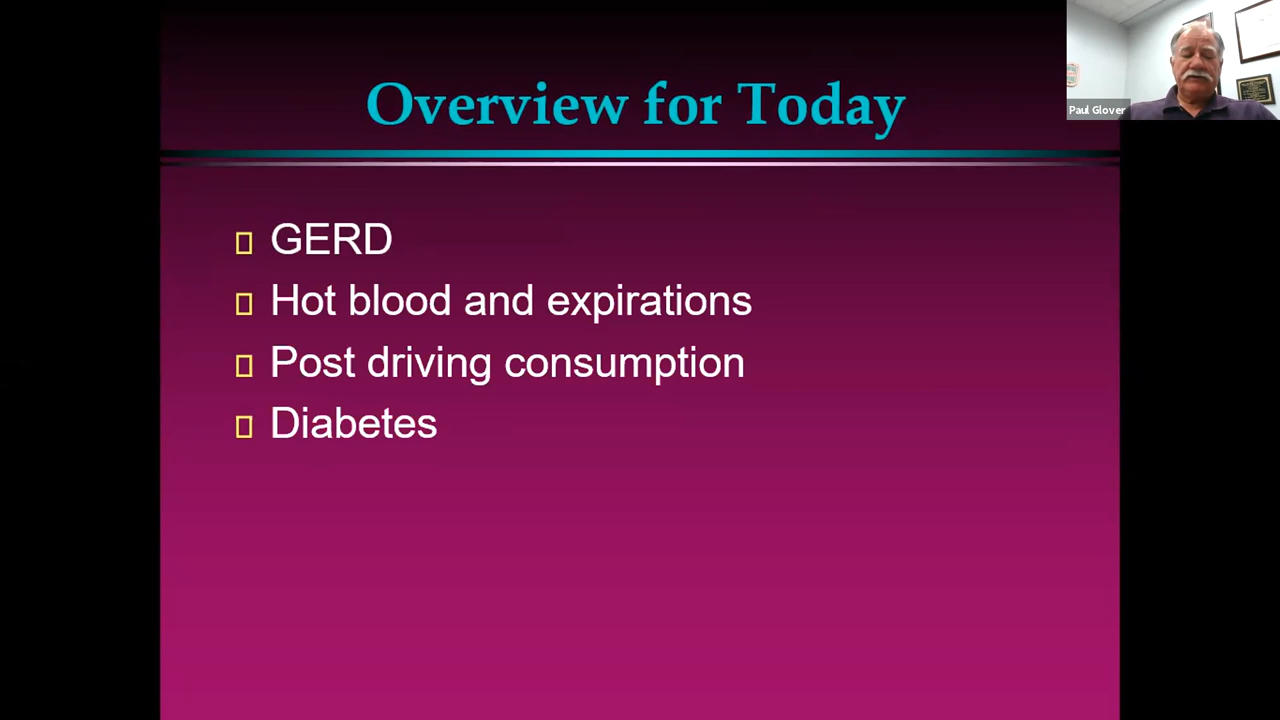 Overview for Today
Paul Glover
GERD
Hot blood and expirations
Post driving consumption
Diabetes